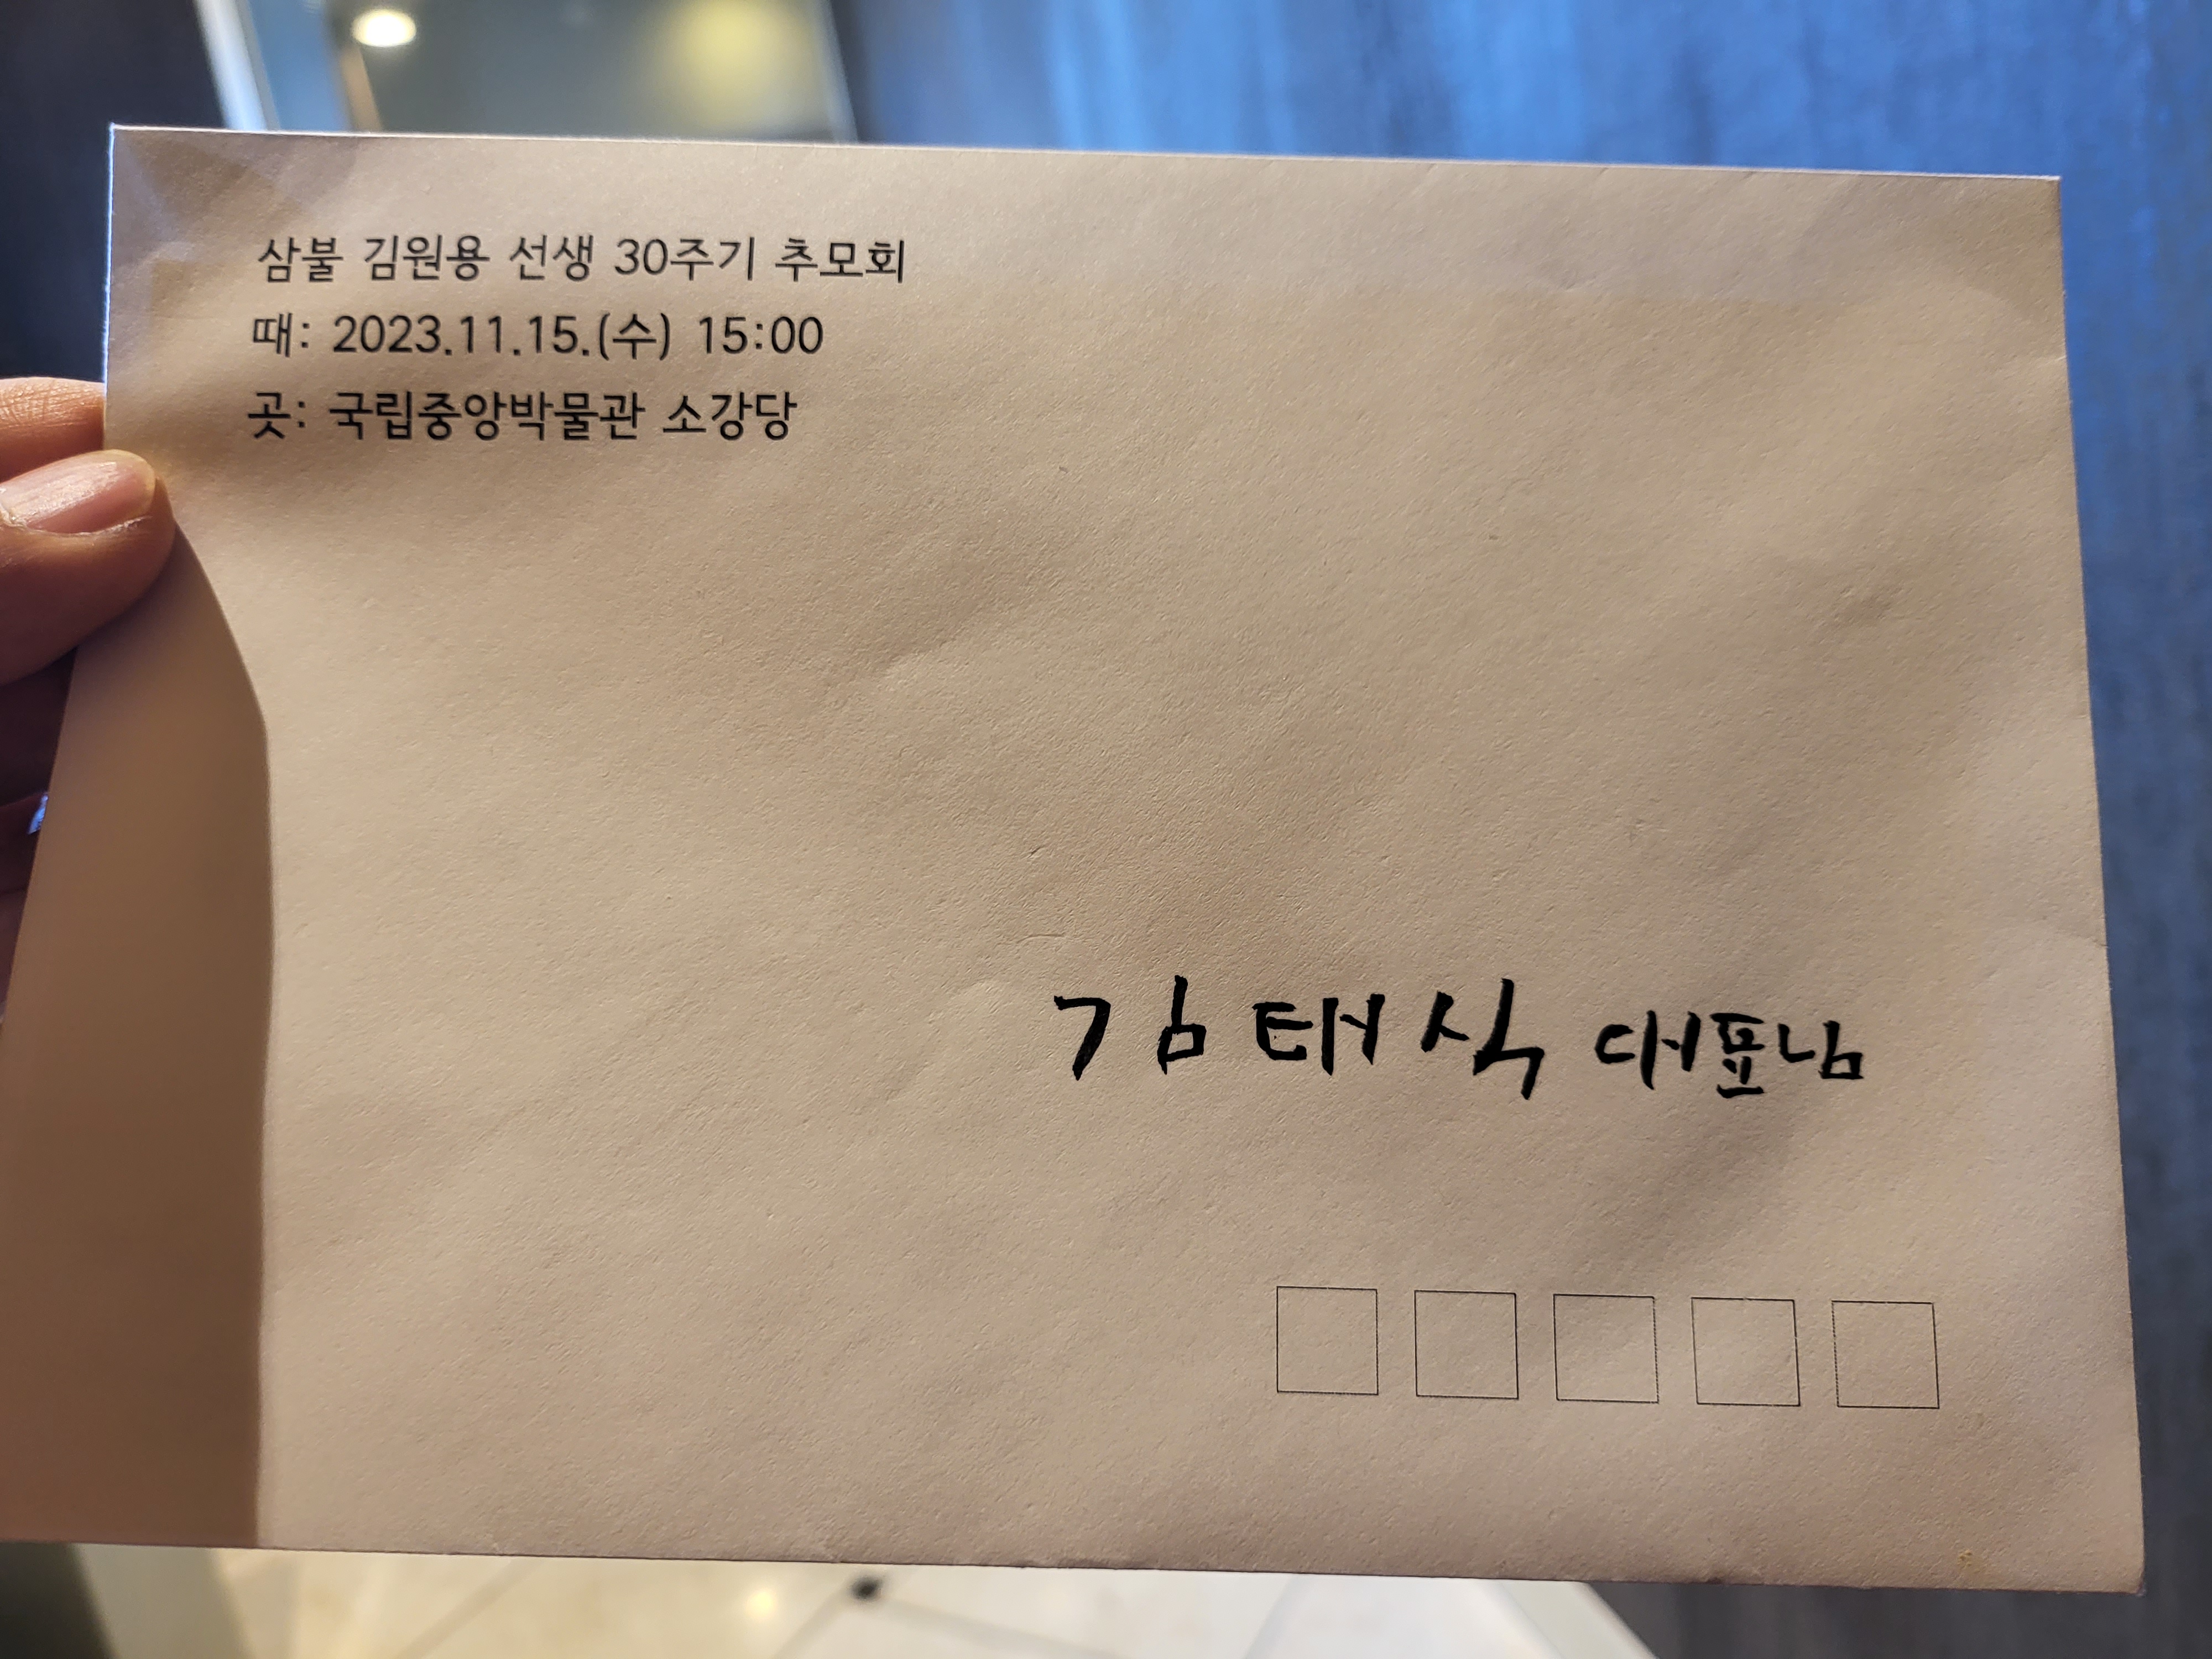 삼불 김원용 선생 30주기 추모회
때: 2023.11.15.(수) 15:00
곳: 국립중앙박물관 소강당
김태식 대표님